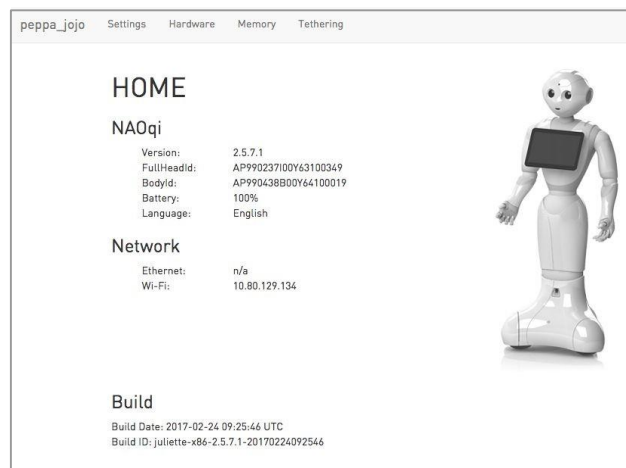 peppa_jojo Settings Hardware Memory Tethering
HOME
NAOqi
Version: 2.5.7.1
FullHeadId: AP990237I00Y63100349
BodyId: AP990438B00Y64100019
Battery: 100%
Language: English
Network
Ethernet: n/a
Wi-Fi: 10.80.129.134
Build
Build Date: 2017-02-24 09:25:46 UTC
Build ID: juliette-x86-2.5.7.1-20170224092546